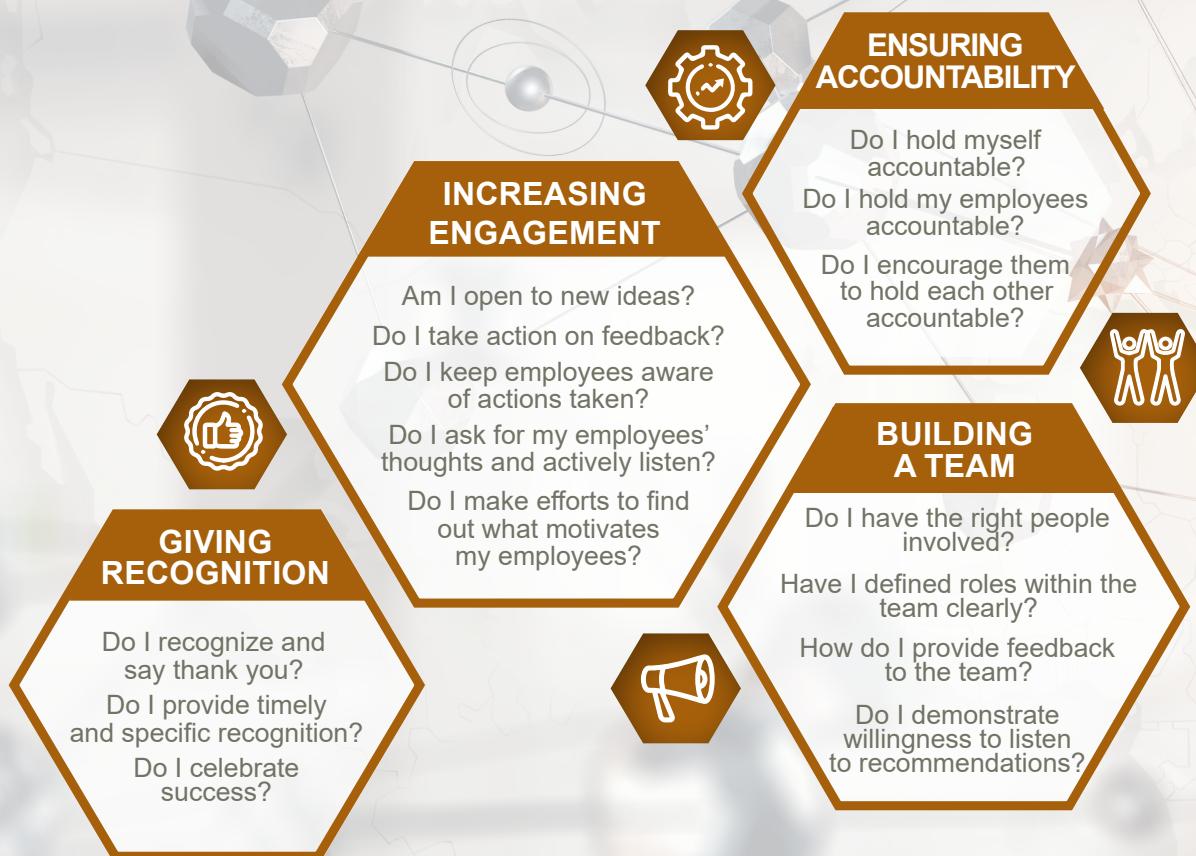 ENSURING
ACCOUNTABILITY
Do I hold myself
accountable?
Do I hold my employees
accountable?
Do I encourage them
to hold each other
accountable?
INCREASING
ENGAGEMENT
Am I open to new ideas?
Do I take action on feedback?
Do I keep employees aware
of actions taken?
Do I ask for my employees’
thoughts and actively listen?
Do I make efforts to find
out what motivates
my employees?
BUILDING
A TEAM
Do I have the right people
involved?
Have I defined roles within the
team clearly?
How do I provide feedback
to the team?
Do I demonstrate
willingness to listen
to recommendations?
GIVING
RECOGNITION
Do I recognize and
say thank you?
Do I provide timely
and specific recognition?
Do I celebrate
success?